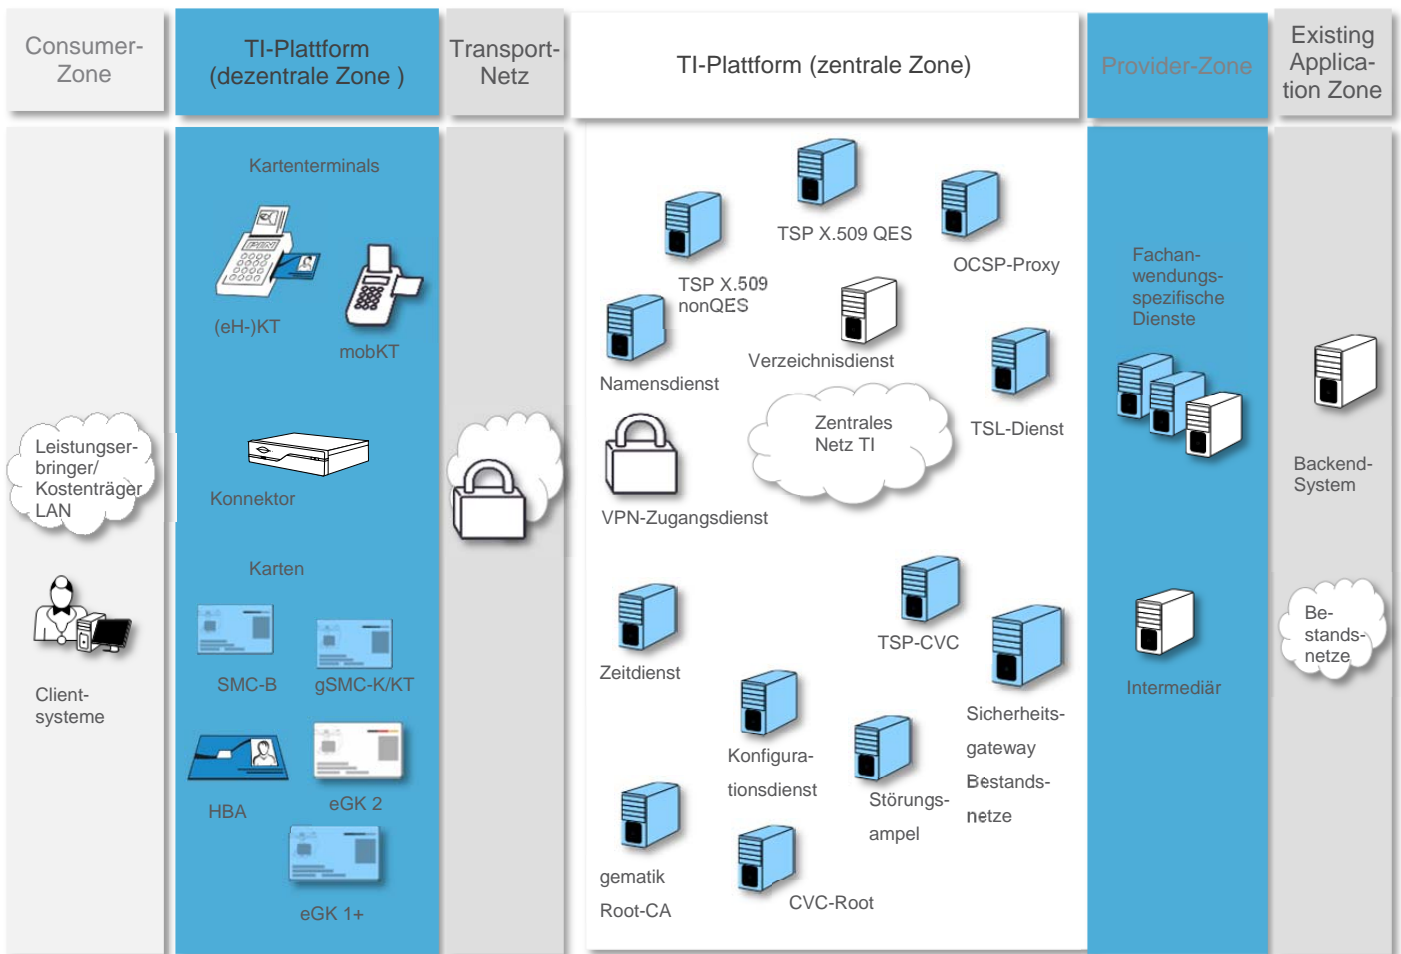 Consumer-
Zone
TI-Plattform
(dezentrale Zone )
Transport-
Netz
TI-Plattform (zentrale Zone)
Provider-Zone
Existing
Applica-
tion Zone
Leistungser-
bringer/
Kostenträger
LAN
Client-
systeme
Kartenterminals
PIN
(eH-)KT
mobKT
Konnektor
Karten
SMC-B
gSMC-K/KT
HBA
eGK 2
eGK 1+
TSP X.509 QES
OCSP-Proxy
TSP X.509
nonQES
Namensdienst
Verzeichnisdienst
TSL-Dienst
Zentrales
Netz TI
VPN-Zugangsdienst
Zeitdienst
TSP-CVC
Sicherheits-
gateway
Bestands-
netze
Konfigura-
tionsdienst
Störungs-
ampel
gematik
Root-CA
CVC-Root
Fachan-
wendungs-
spezifische
Dienste
Intermediär
Backend-
System
Be-
stands-
netze